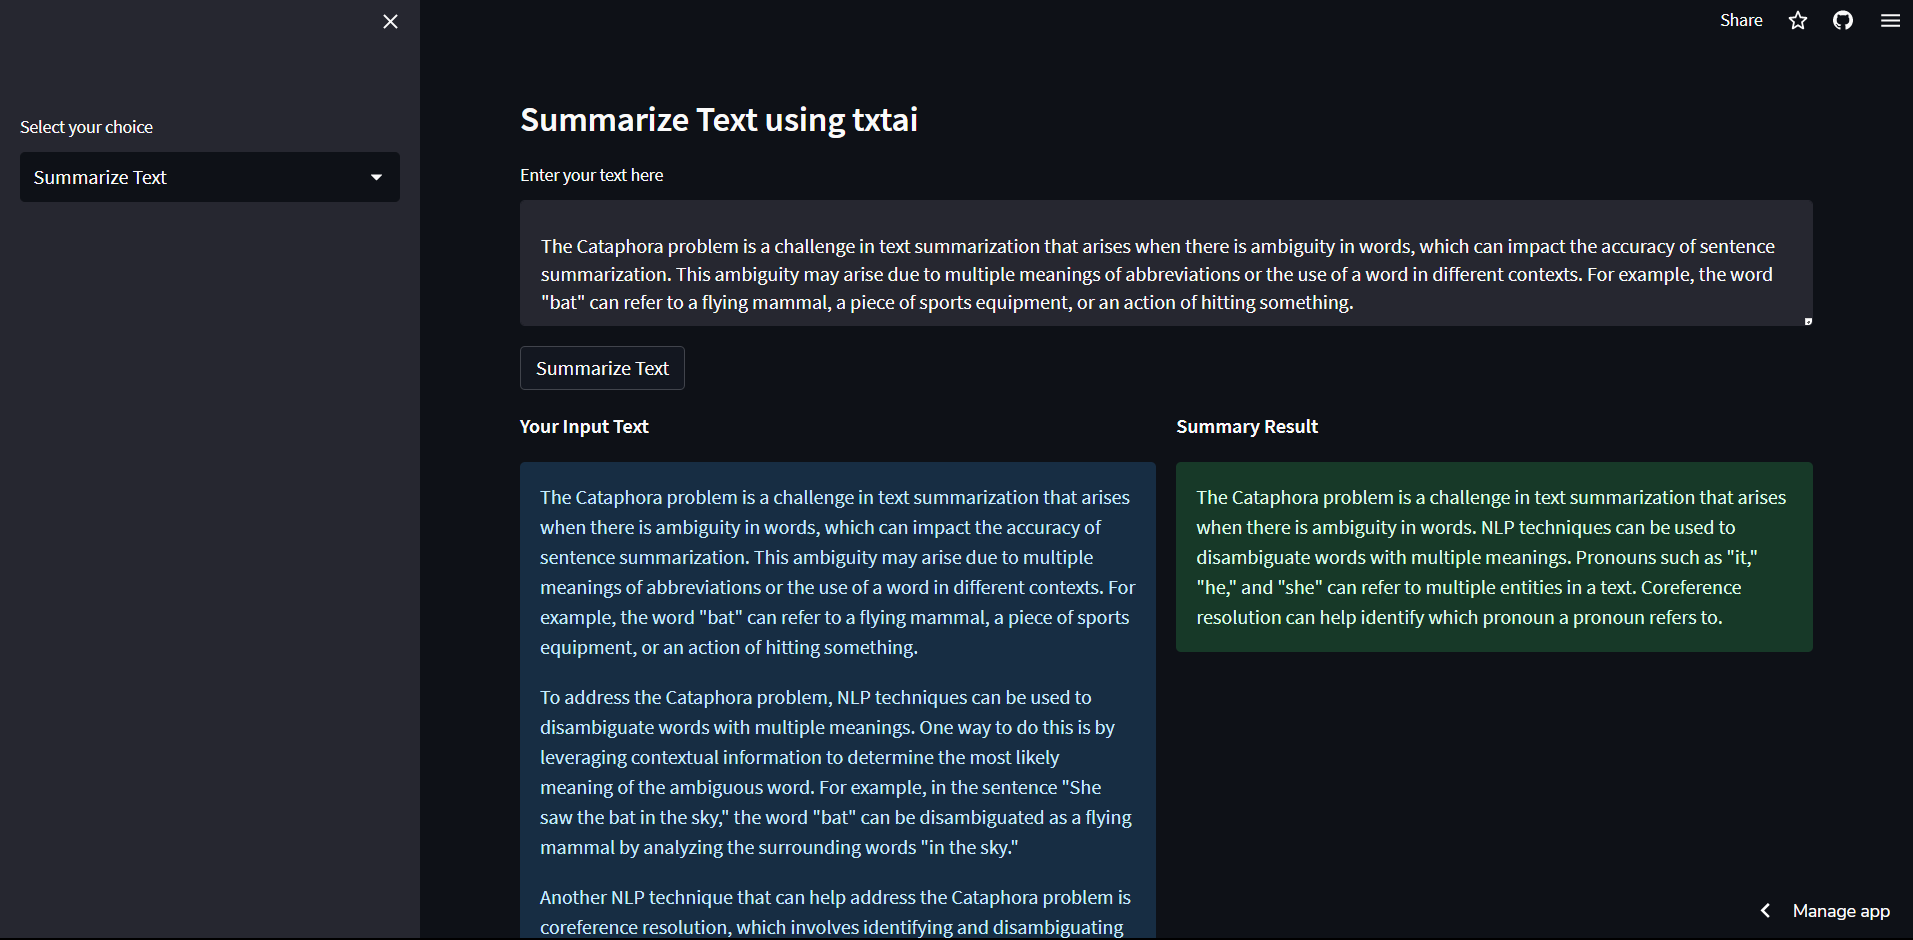 Share
Select your choice
Summarize Text
Summarize Text using txtai
Enter your text here
The Cataphora problem is a challenge in text summarization that arises when there is ambiguity in words, which can impact the accuracy of sentence
summarization. This ambiguity may arise due to multiple meanings of abbreviations or the use of a word in different contexts. For example, the word
"bat" can refer to a flying mammal, a piece of sports equipment, or an action of hitting something.
Summarize Text
Your Input Text
The Cataphora problem is a challenge in text summarization that arises
when there is ambiguity in words, which can impact the accuracy of
sentence summarization. This ambiguity may arise due to multiple
meanings of abbreviations or the use of a word in different contexts. For
example, the word "bat" can refer to a flying mammal, a piece of sports
equipment, or an action of hitting something.
To address the Cataphora problem, NLP techniques can be used to
disambiguate words with multiple meanings. One way to do this is by
leveraging contextual information to determine the most likely
meaning of the ambiguous word. For example, in the sentence "She
saw the bat in the sky," the word "bat" can be disambiguated as a flying
mammal by analyzing the surrounding words "in the sky."
Another NLP technique that can help address the Cataphora problem is
coreference resolution, which involves identifying and disambiguating
Summary Result
The Cataphora problem is a challenge in text summarization that arises
when there is ambiguity in words. NLP techniques can be used to
disambiguate words with multiple meanings. Pronouns such as "it,"
"he," and "she" can refer to multiple entities in a text. Coreference
resolution can help identify which pronoun a pronoun refers to.
Manage app